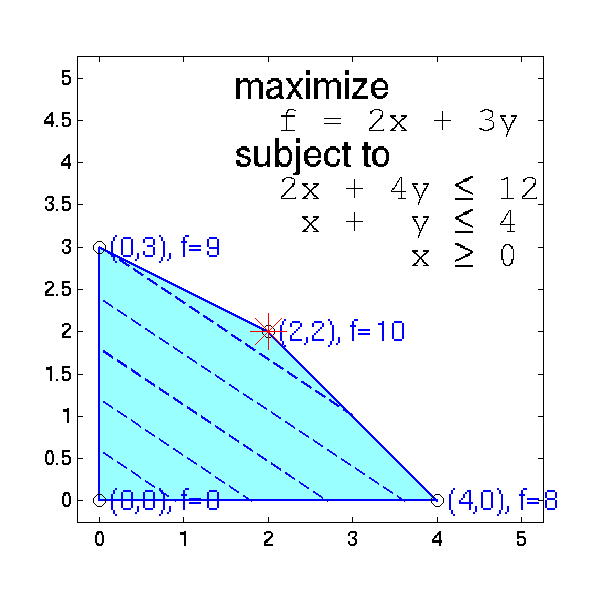 maximize
f = 2x + 3y
subject to
2x + 4y ≤ 12
x + y ≤ 4
x ≥ 0
(0,3), f=9
(2,2), f=10
(0,0), f=0
(4,0), f=8
5
4.5
4
3.5
3
2.5
2
1.5
1
0.5
0
0 1 2 3 4 5